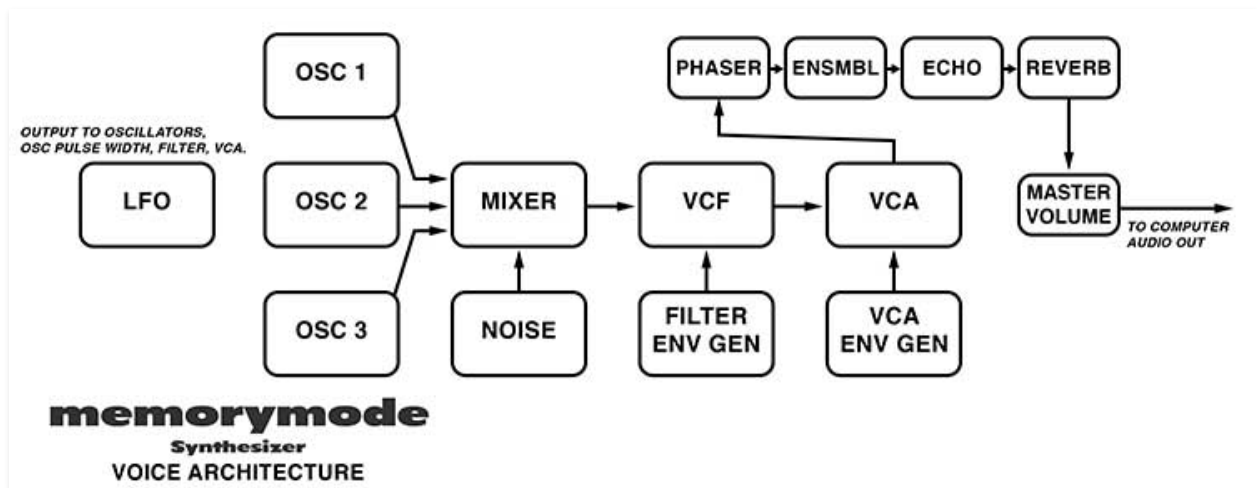 OSC 1
PHASER
ENSMBL
ECHO
REVERB
OUTPUT TO OSCILLATORS,
OSC PULSE WIDTH, FILTER, VCA.
LFO
OSC 2
MIXER
VCF
VCA
MASTER
VOLUME
TO COMPUTER
AUDIO OUT
OSC 3
NOISE
FILTER
ENV GEN
VCA
ENV GEN
memorymode
Synthesizer
VOICE ARCHITECTURE